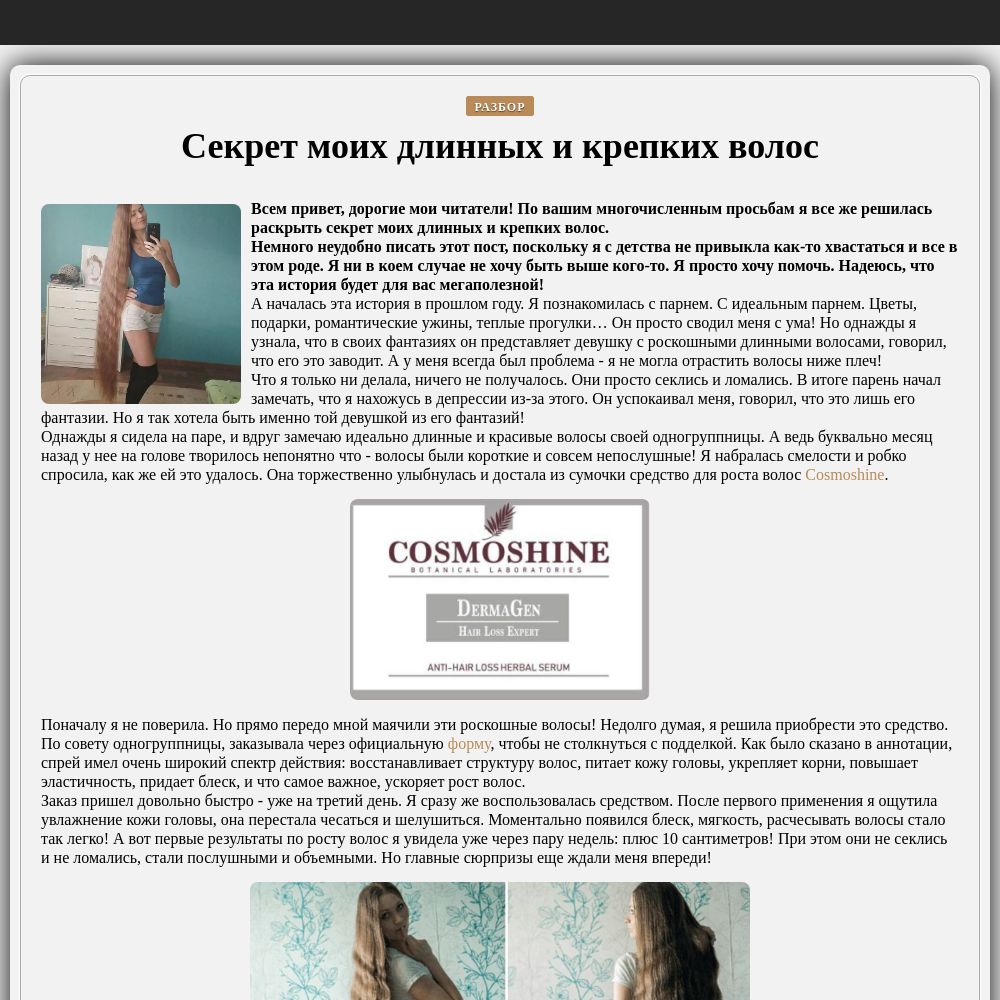 РАЗБОР
Секрет моих длинных и крепких волос
Всем привет, дорогие мои читатели! По вашим многочисленным просьбам я все же решилась
раскрыть секрет моих длинных и крепких волос.
Немного неудобно писать этот пост, поскольку я с детства не привыкла как-то хвастаться и все в
этом роде. Я ни в коем случае не хочу быть выше кого-то. Я просто хочу помочь. Надеюсь, что
эта история будет для вас мегаполезной!
А началась эта история в прошлом году. Я познакомилась с парнем. С идеальным парнем. Цветы,
подарки, романтические ужины, теплые прогулки… Он просто сводил меня с ума! Но однажды я
узнала, что в своих фантазиях он представляет девушку с роскошными длинными волосами, говорил,
что его это заводит. А у меня всегда был проблема - я не могла отрастить волосы ниже плеч!
Что я только ни делала, ничего не получалось. Они просто секлись и ломались. В итоге парень начал
замечать, что я нахожусь в депрессии из-за этого. Он успокаивал меня, говорил, что это лишь его
фантазии. Но я так хотела быть именно той девушкой из его фантазий!
Однажды я сидела на паре, и вдруг замечаю идеально длинные и красивые волосы своей одногруппницы. А ведь буквально месяц
назад у нее на голове творилось непонятно что - волосы были короткие и совсем непослушные! Я набралась смелости и робко
спросила, как же ей это удалось. Она торжественно улыбнулась и достала из сумочки средство для роста волос Cosmoshine.
COSMOSHINE
BOTANICAL LABORATORIES
DERMAGEN
HAIR LOSS EXPERT
ANTI-HAIR LOSS HERBAL SERUM
Поначалу я не поверила. Но прямо передо мной маячили эти роскошные волосы! Недолго думая, я решила приобрести это средство.
По совету одногруппницы, заказывала через официальную форму, чтобы не столкнуться с подделкой. Как было сказано в аннотации,
спрей имел очень широкий спектр действия: восстанавливает структуру волос, питает кожу головы, укрепляет корни, повышает
эластичность, придает блеск, и что самое важное, ускоряет рост волос.
Заказ пришел довольно быстро - уже на третий день. Я сразу же воспользовалась средством. После первого применения я ощутила
увлажнение кожи головы, она перестала чесаться и шелушиться. Моментально появился блеск, мягкость, расчесывать волосы стало
так легко! А вот первые результаты по росту волос я увидела уже через пару недель: плюс 10 сантиметров! При этом они не секлись
и не ломались, стали послушными и объемными. Но главные сюрпризы еще ждали меня впереди!